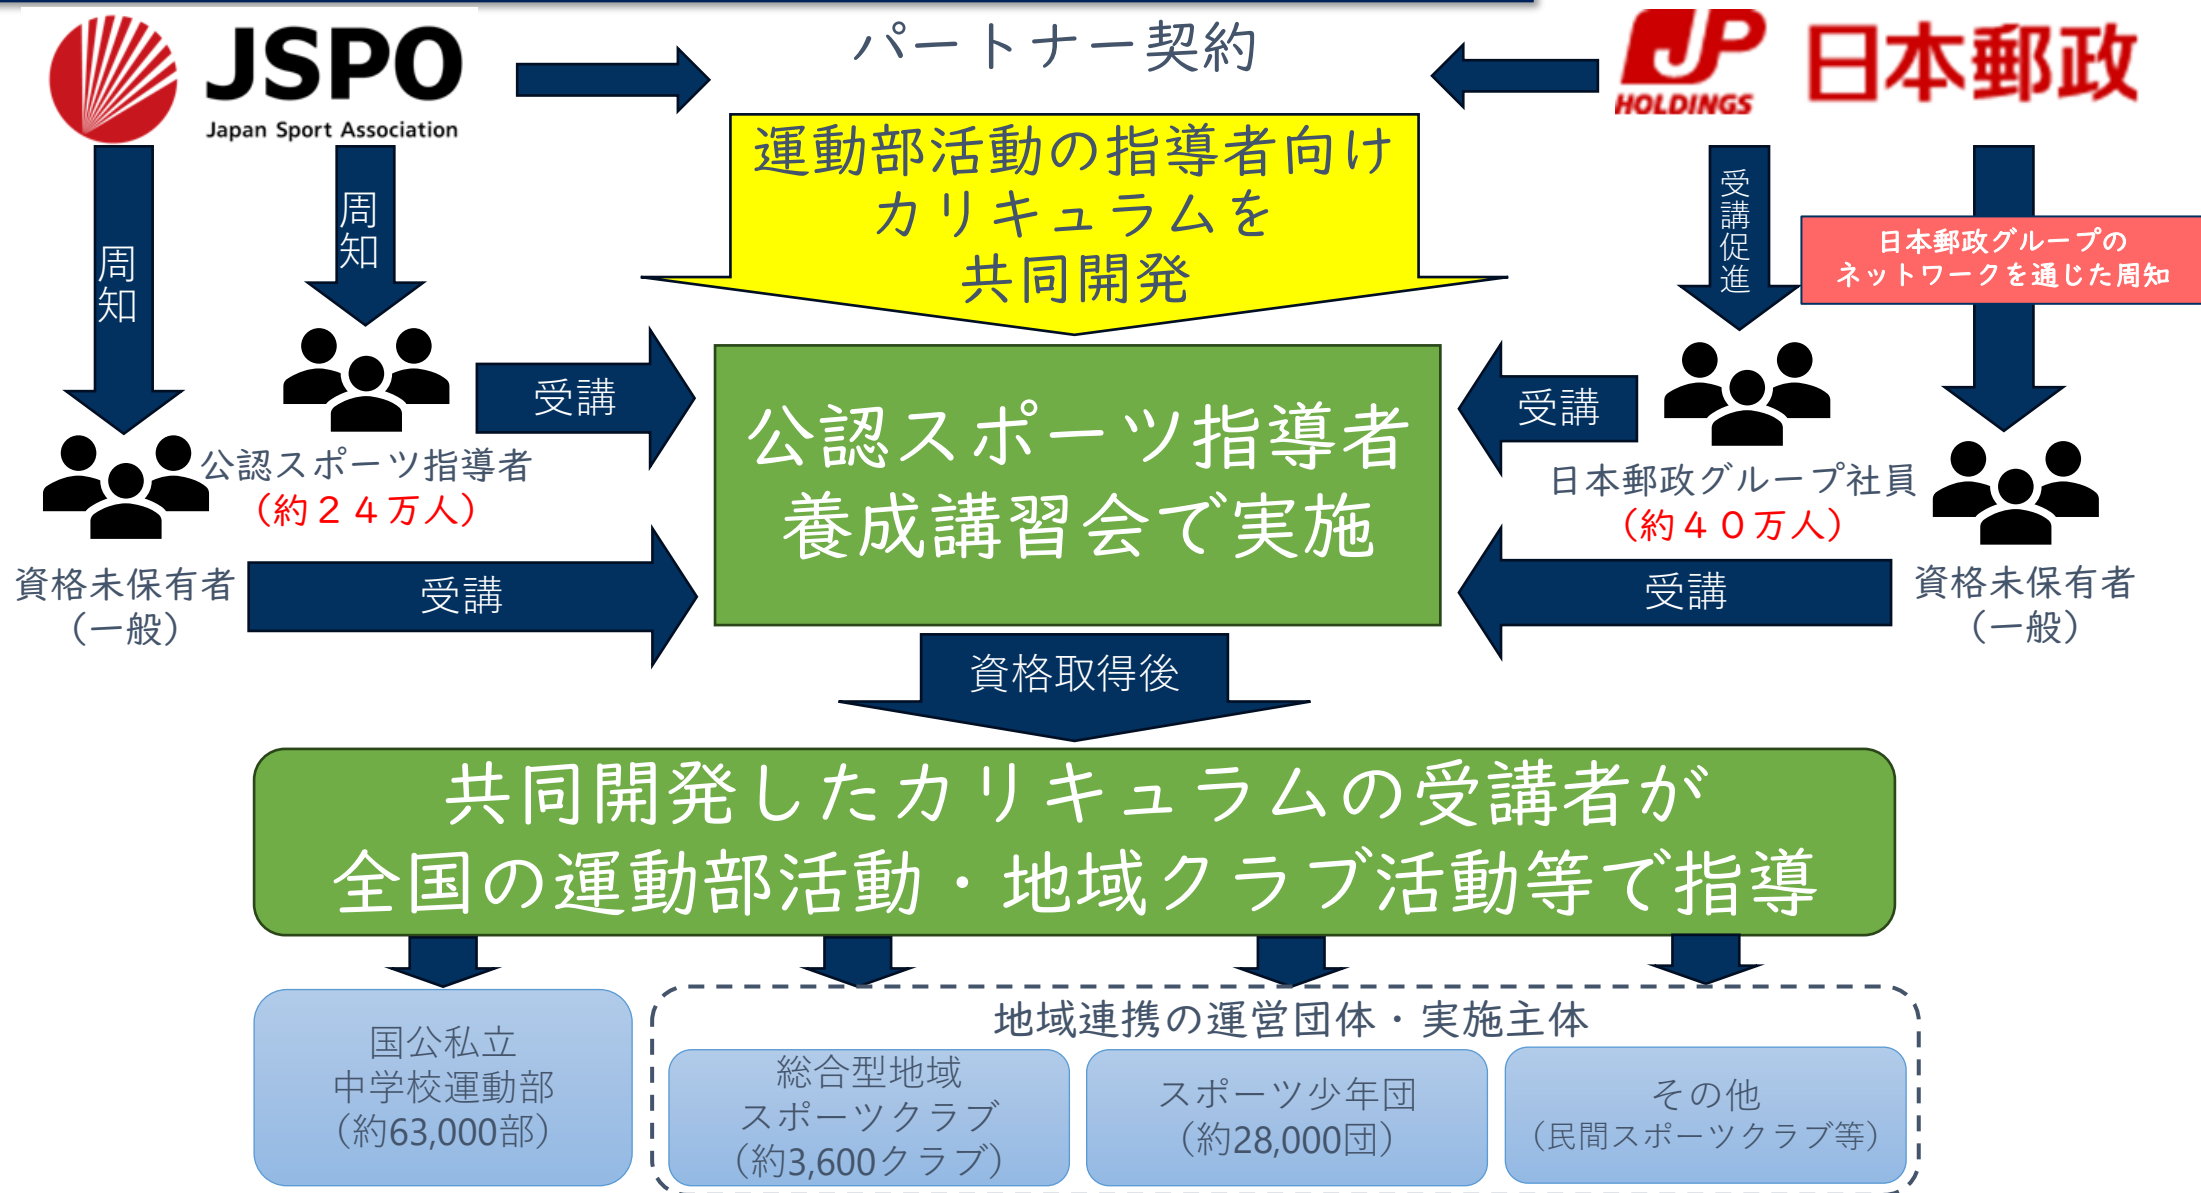 JSPO
Japan Sport Association
パートナー契約
JP
HOLDINGS
日本郵政
運動部活動の指導者向け
カリキュラムを
共同開発
周知
周知
受講促進
日本郵政グループの
ネットワークを通じた周知
公認スポーツ指導者
（約２４万人）
受講
資格未保有者
（一般）
受講
公認スポーツ指導者
養成講習会で実施
受講
日本郵政グループ社員
（約４０万人）
受講
資格未保有者
（一般）
資格取得後
共同開発したカリキュラムの受講者が
全国の運動部活動・地域クラブ活動等で指導
国公私立
中学校運動部
（約63,000部）
地域連携の運営団体・実施主体
総合型地域
スポーツクラブ
（約3,600クラブ）
スポーツ少年団
（約28,000団）
その他
（民間スポーツクラブ等）